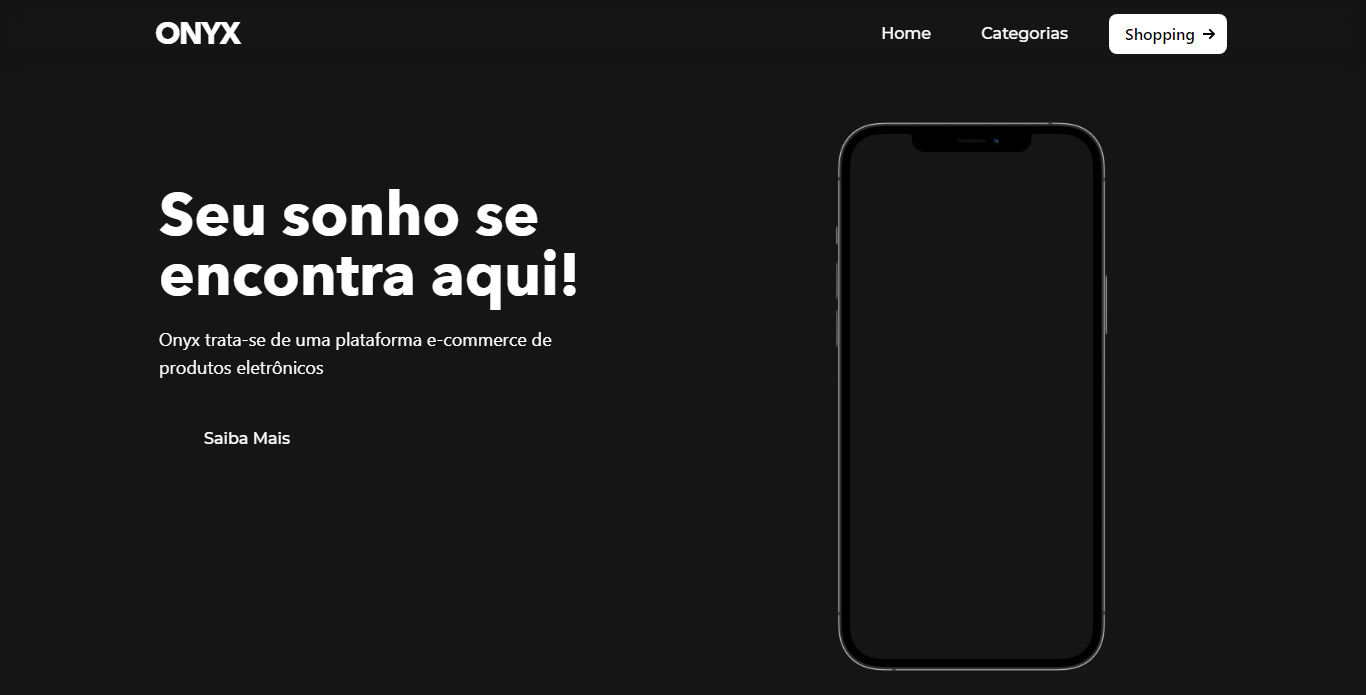 ONYX
Home
Categorias
Shopping →
Seu sonho se
encontra aqui!
Onyx trata-se de uma plataforma e-commerce de
produtos eletrônicos
Saiba Mais